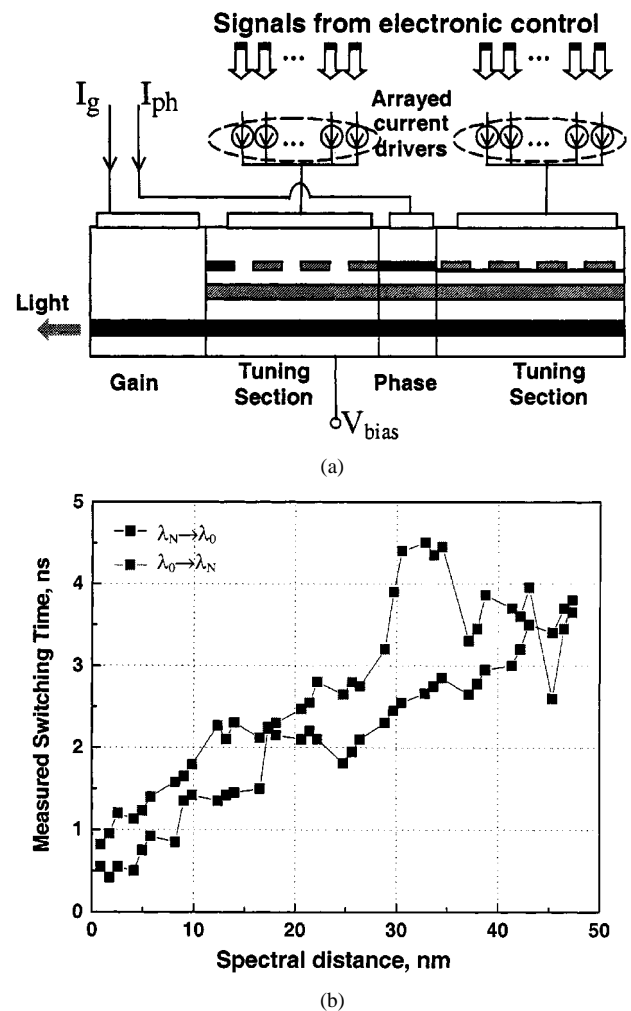 Signals from electronic control
...
...
I_g
I_ph
Arrayed
current
drivers
...
...
Light
Gain
Tuning
Section
Phase
Tuning
Section
V_bias
(a)
Measured Switching Time, ns
5
4
3
2
1
0
λ_N→λ_0
λ_0→λ_N
0
10
20
30
40
50
Spectral distance, nm
(b)